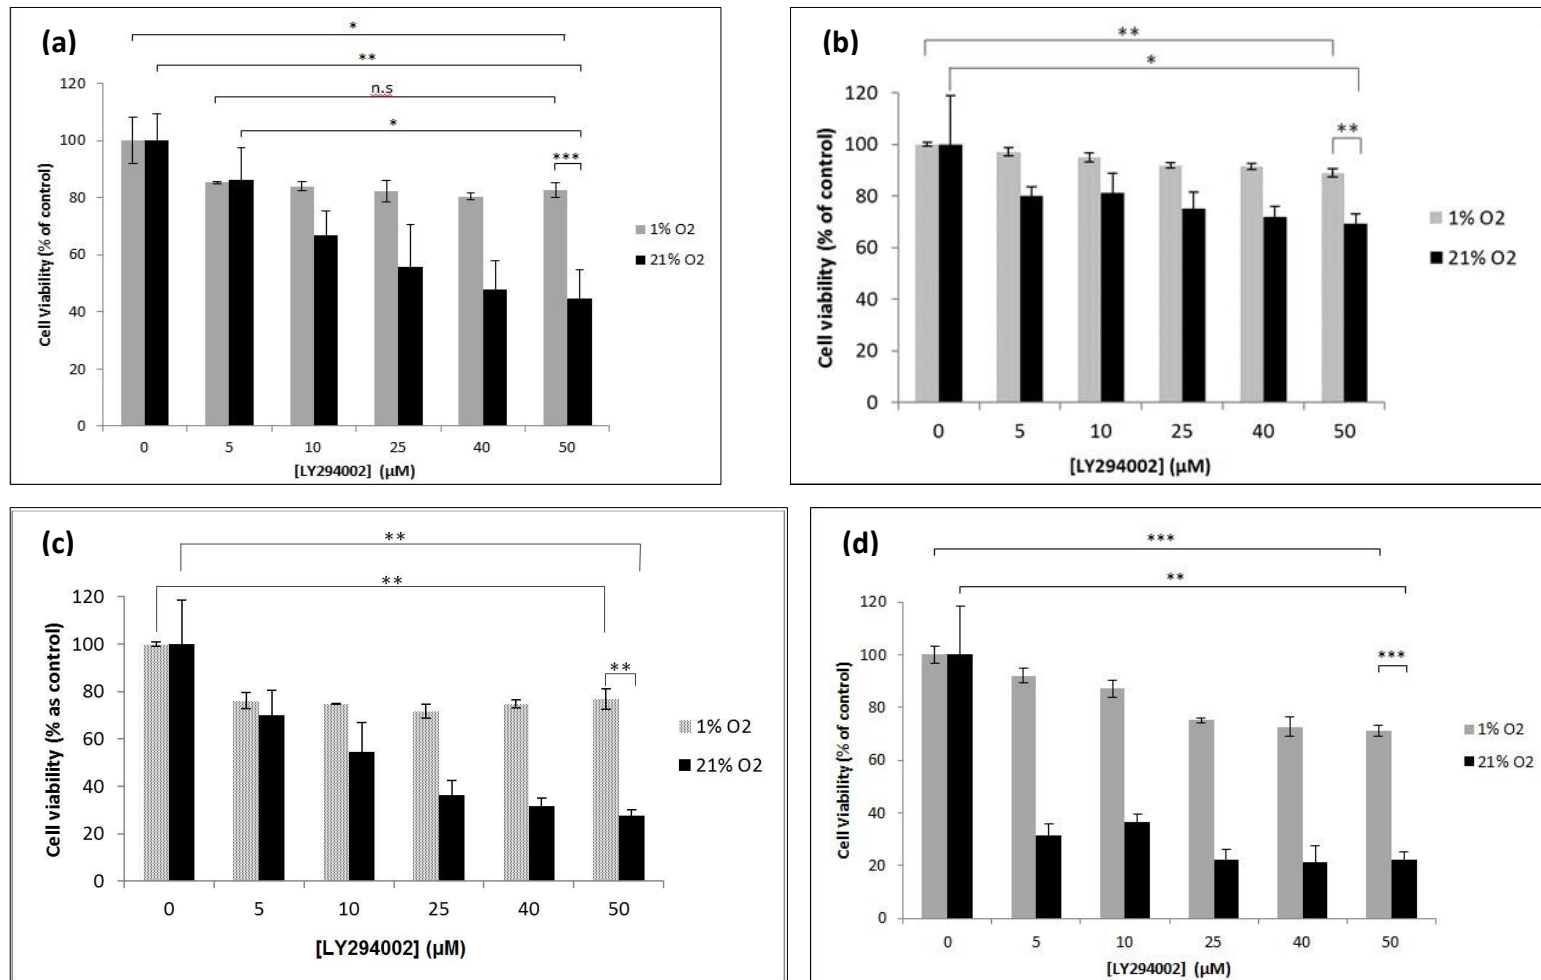 (a)
*
**
n.s
*
***
120
100
80
60
40
20
0
Cell Viability (% of control)
0 5 10 25 40 50
[LY294002] (µM)
1% O2
21% O2
(b)
**
*
**
120
100
80
60
40
20
0
Cell viability (% of control)
0 5 10 25 40 50
[LY294002] (µM)
1% O2
21% O2
(c)
**
**
**
120
100
80
60
40
20
0
Cell viability (% as control)
0 5 10 25 40 50
[LY294002] (µM)
1% O2
21% O2
(d)
***
**
***
120
100
80
60
40
20
0
Cell Viability (% of control)
0 5 10 25 40 50
[LY294002] (µM)
1% O2
21% O2